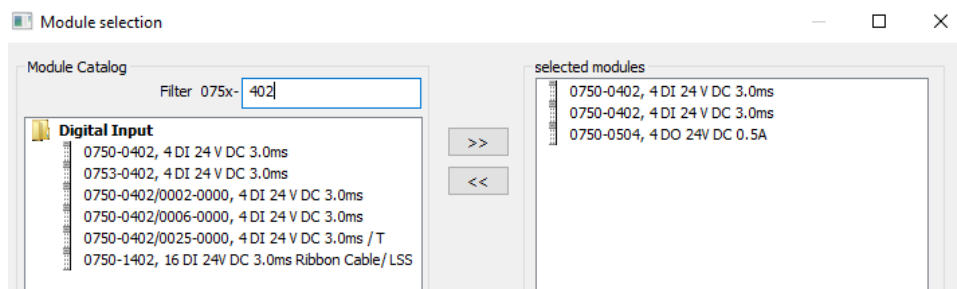 Module selection
Module Catalog
Filter 075x- 402
Digital Input
0750-0402, 4 DI 24 V DC 3.0ms
0753-0402, 4 DI 24 V DC 3.0ms
0750-0402/0002-0000, 4 DI 24 V DC 3.0ms
0750-0402/0006-0000, 4 DI 24 V DC 3.0ms
0750-0402/0025-0000, 4 DI 24 V DC 3.0ms / T
0750-1402, 16 DI 24V DC 3.0ms Ribbon Cable/ LSS
>>
<<
selected modules
0750-0402, 4 DI 24 V DC 3.0ms
0750-0402, 4 DI 24 V DC 3.0ms
0750-0504, 4 DO 24V DC 0.5A